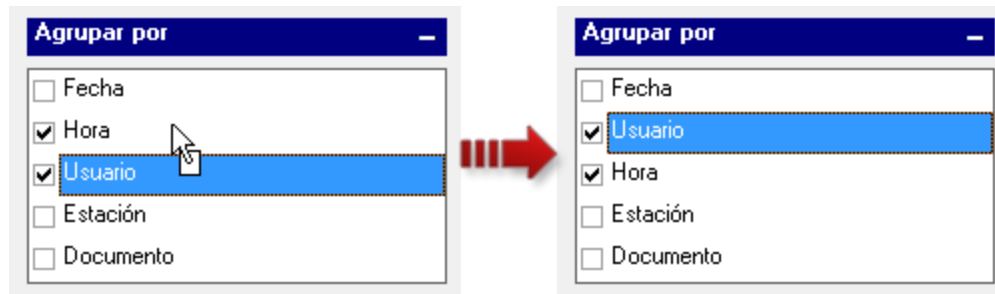 Agrupar por
Fecha
Hora
Usuario
Estación
Documento
Agrupar por
Fecha
Usuario
Hora
Estación
Documento